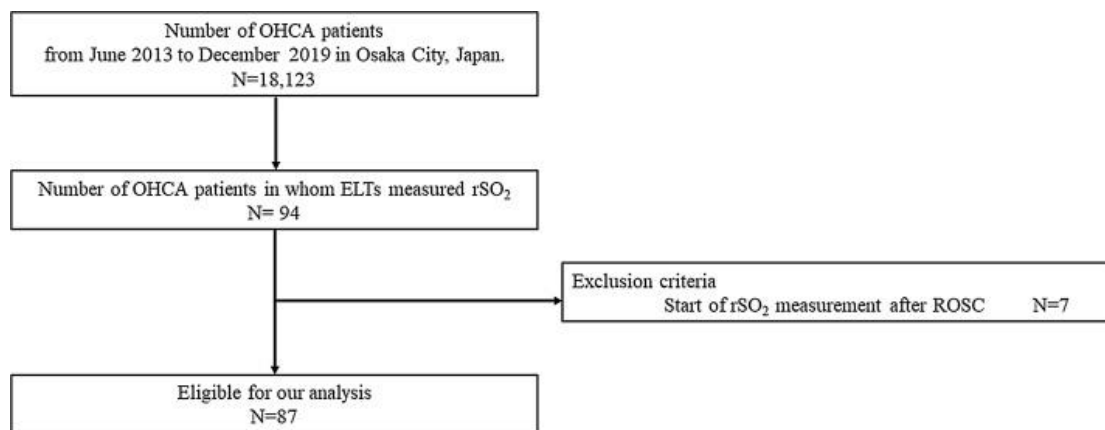 Number of OHCA patients
from June 2013 to December 2019 in Osaka City, Japan.
N=18,123
Number of OHCA patients in whom ELTs measured rSO₂
N= 94
Exclusion criteria
Start of rSO₂ measurement after ROSC N=7
Eligible for our analysis
N=87